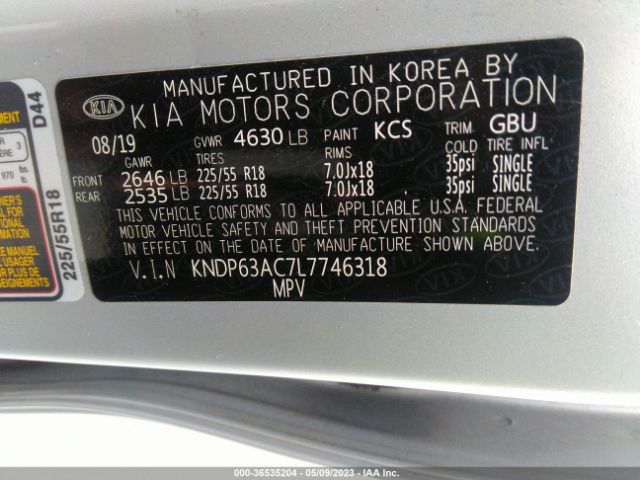 MANUFACTURED IN KOREA BY
KIA KIA MOTORS CORPORATION
08/19 GVWR 4630 LB PAINT KCS TRIM GBU
GAWR TIRES RIMS COLD TIRE INFL
FRONT 2646 LB 225/55 R18 7.0Jx18 35psi SINGLE
REAR 2535 LB 225/55 R18 7.0Jx18 35psi SINGLE
THIS VEHICLE CONFORMS TO ALL APPLICABLE U.S.A. FEDERAL
MOTOR VEHICLE SAFETY AND THEFT PREVENTION STANDARDS
IN EFFECT ON THE DATE OF MANUFACTURE SHOWN ABOVE.
V.I.N KNDP63AC7L7746318
MPV
D44
225/55R18
3
970
000-36535204 - 05/09/2023 - IAA Inc.